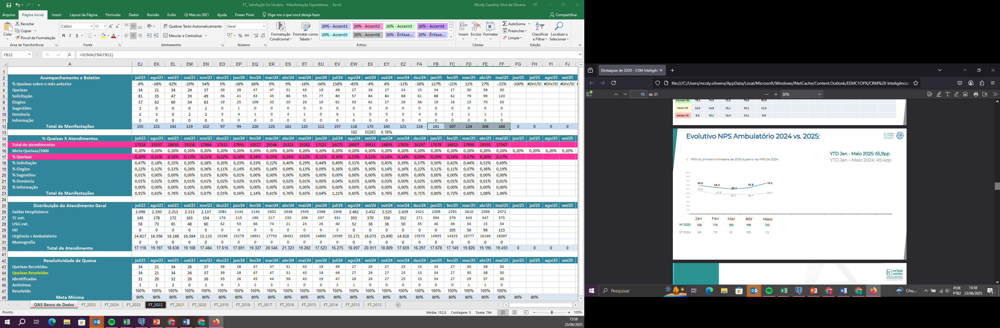 FT_ Satisfação Do Usuário - Manifestação Espontânea - Excel
Nicoly Caroliny Silva de Oliveira
Arquivo Página Inicial Inserir Layout da Página Fórmulas Dados Revisão Exibir QI Macros 2021 Ajuda Power Pivot Diga-me o que você deseja fazer Compartilhar
Colar Recortar Copiar Pincel de Formatação
Calibri 11 Quebrar Texto Automaticamente Mesclar e Centralizar Geral
N I S % 000
Formatação Condicional Formatar como Tabela
20% - Accent1 20% - Accent2 20% - Accent3 20% - Accent4
20% - Accent5 20% - Accent6 20% - Ênfase... 20% - Ênfase...
Inserir Excluir Formatar
AutoSoma Preencher Limpar Classificar e Filtrar Localizar e Selecionar
Área de Transferência Fonte Alinhamento Número Estilos Células Edição
FB12 fx =SOMA(FB4:FB11)
A EJ EK EL EM EN EO EP EQ ER ES ET EU EV EW EX EY EZ FA FB FC FD FE FF FG FH FI FJ
1
2 Acompanhamento e Boletim jul/23 ago/23 set/23 out/23 nov/23 dez/23 jan/24 fev/24 mar/24 abr/24 mai/24 jun/24 jul/24 ago/24 set/24 out/24 nov/24 dez/24 jan/25 fev/25 mar/25 abr/25 mai/25 jun/25 jul/25 ago/25 set/25
3 % Queixas sobre o mês anterior -8% -38% 62% -29% 54% 5% -28% 68% 0% 9% -16% -56% 158% -45% -4% 4% -11% -38% 127% -21% 11% 27% -21% -100% #DIV/0! #DIV/0! #DIV/0! #
4 Queixas 34 21 34 24 37 39 28 47 47 51 43 19 49 27 26 27 24 15 34 27 30 38 30
5 Solicitação 81 35 47 39 49 36 41 63 45 86 55 77 80 57 84 84 68 61 88 62 79 99 120
8 Elogios 37 62 60 54 63 19 25 109 33 20 26 16 62 33 62 27 29 36 19 16 13 70 33
9 Sugestões 1 0 0 0 1 0 1 0 0 0 0 0 0 0 0 0 0 0 0 0 0 0 0
10 Denúncia 2 3 0 2 2 3 4 1 0 4 1 0 6 1 0 5 0 4 0 2 2 1 1
11 Informação 0 0 0 0 0 0 0 0 0 0 0 0 0 0 0 0 0 0 0 0 0 0 0
12 Total de Manifestações 155 121 141 119 152 97 99 220 125 161 125 112 197 118 172 143 121 116 141 107 124 208 184 0 0 0 0
13 102 55283 0,18%
14 % Queixas X Atendimentos jul/23 ago/23 set/23 out/23 nov/23 dez/23 jan/24 fev/24 mar/24 abr/24 mai/24 jun/24 jul/24 ago/24 set/24 out/24 nov/24 dez/24 jan/25 fev/25 mar/25 abr/25 mai/25 jun/25 jul/25 ago/25 set/25
15 Total de atendimentos 17118 19197 18638 19108 17484 17615 17691 19327 20546 21323 19282 17523 16275 18097 20911 18809 17659 16297 17678 14833 17898 19195 17347
16 Meta Queixas/1000 0,20% 0,20% 0,20% 0,20% 0,20% 0,20% 0,20% 0,20% 0,20% 0,20% 0,20% 0,20% 0,20% 0,20% 0,20% 0,20% 0,20% 0,20% 0,20% 0,20% 0,20% 0,20% 0,20% 0,20% 0,20% 0,20% 0,20%
17 % Queixas 0,20% 0,11% 0,18% 0,13% 0,21% 0,22% 0,16% 0,24% 0,23% 0,24% 0,22% 0,11% 0,30% 0,15% 0,12% 0,14% 0,14% 0,09% 0,19% 0,18% 0,17% 0,20% 0,17%
18 % Solicitação 0,47% 0,18% 0,25% 0,20% 0,28% 0,20% 0,23% 0,33% 0,22% 0,40% 0,29% 0,44% 0,49% 0,31% 0,40% 0,45% 0,39% 0,37% 0,50% 0,42% 0,44% 0,52% 0,69%
19 % Elogios 0,22% 0,32% 0,32% 0,28% 0,36% 0,11% 0,14% 0,56% 0,16% 0,09% 0,13% 0,09% 0,38% 0,18% 0,30% 0,14% 0,16% 0,22% 0,11% 0,11% 0,07% 0,36% 0,19%
20 % Sugestões 0,01% 0,00% 0,00% 0,00% 0,01% 0,00% 0,01% 0,00% 0,00% 0,00% 0,00% 0,00% 0,00% 0,00% 0,00% 0,00% 0,00% 0,00% 0,00% 0,00% 0,00% 0,00% 0,00%
21 % Denúncia 0,01% 0,02% 0,00% 0,01% 0,01% 0,02% 0,02% 0,01% 0,00% 0,02% 0,01% 0,00% 0,04% 0,01% 0,00% 0,03% 0,00% 0,02% 0,00% 0,01% 0,01% 0,01% 0,01%
22 % Informação 0,00% 0,00% 0,00% 0,00% 0,00% 0,00% 0,00% 0,00% 0,00% 0,00% 0,00% 0,00% 0,00% 0,00% 0,00% 0,00% 0,00% 0,00% 0,00% 0,00% 0,00% 0,00% 0,00%
23 Total de Manifestações 0,91% 0,63% 0,76% 0,62% 0,87% 0,55% 0,56% 1,14% 0,61% 0,76% 0,65% 0,64% 1,21% 0,65% 0,82% 0,76% 0,69% 0,71% 0,80% 0,72% 0,69% 1,08% 1,06%
24
25 Distribuição do Atendimento Geral jul/23 ago/23 set/23 out/23 nov/23 dez/23 jan/24 fev/24 mar/24 abr/24 mai/24 jun/24 jul/24 ago/24 set/24 out/24 nov/24 dez/24 jan/25 fev/25 mar/25 abr/25 mai/25 jun/25 jul/25 ago/25 set/25
26 Saídas Hospitalares 2.098 2.350 2.213 2.313 2.137 2081 2144 2140 2502 2638 2545 2368 2306 2.481 2.432 2.525 2.439 2421 2309 2291 2610 2569 2572
27 TC ext. 145 178 172 163 154 176 215 190 217 233 209 237 331 393 370 358 352 271 394 379 343 347 375
28 USG ext. 58 73 65 48 60 62 53 66 74 21 23 26 40 52 36 36 50 35 40 49 34 15 34
29 HD 0 0 0 0 0 0 0 0 0 0 0 0 3 0 0 0 0 0 0 105 56 98 115
30 Urgência + Ambulatório 14.817 16.596 16.188 16.584 15.133 15296 15279 16931 17753 18431 16505 14892 13595 15.171 18.073 15.890 14.818 13570 14935 14325 16777 16166 16397
31 Mamografia 0 0 0 0 0 0 0 0 0 0 0 0 0 0 0 0 0 0 0 0 0 0 0
39 Total de Atendimento 17.118 19.197 18.638 19.108 17.484 17.615 17.691 19.327 20.546 21.323 19.282 17.523 16.275 18.097 20.911 18.809 17.659 16.297 17.678 17.149 19.820 19.195 19.493 0 0 0 0
41
42 Resolutividade de Queixa jul/23 ago/23 set/23 out/23 nov/23 dez/23 jan/24 fev/24 mar/24 abr/24 mai/24 jun/24 jul/24 ago/24 set/24 out/24 nov/24 dez/24 jan/25 fev/25 mar/25 abr/25 mai/25 jun/25 jul/25 ago/25 set/25
43 Queixas Recebidas 34 21 34 26 37 39 28 47 47 51 43 19 49 27 26 27 25 15 34 27 30 38 30
44 Queixas Resolvidas 34 21 34 26 37 39 28 47 47 51 43 19 49 27 26 27 25 15 34 27 30 38 30
45 Identificadas 31 20 32 26 36 33 26 45 44 50 43 19 47 26 26 27 25 15 34 27 29 37 30
46 Anônimas 3 1 2 0 1 6 2 2 3 1 0 0 2 1 0 0 0 0 0 0 1 1 0
47 Resolvido 100% 100% 100% 100% 100% 100% 100% 100% 100% 100% 100% 100% 100% 100% 100% 100% 100% 100% 100% 100% 100% 100% 100%
48 Meta Mínima 80% 80% 80% 80% 80% 80% 80% 80% 80% 80% 80% 80% 80% 80% 80% 80% 80% 80% 80% 80% 80% 80% 80% 80% 80%
Q&S Banco de Dados FT_2025 FT_2024 FT_2023 FT_2022 FT_2021 FT_2020 FT_2019 FT_2018 FT_2017 FT_2016 FT_2015 FT_2014 FT_2013 FT_2012
Pronto Média: 152,8 Contagem: 5 Soma: 764 100%
15:58
23/06/2025
Destaques de 2020 - CRM Inteligên
file:///C:/Users/nicoly.oliveira/AppData/Local/Microsoft/Windows/INetCache/Content.Outlook/EEMC1OPX/CRM%20 Inteligência
15 de 31 30%
Promotor (%) 78,5 74,9 72,5 76,9 80,9
Neutro (%) 12,0 14,8 15,1 10,1 12,5
Detrator (%) 9,5 10,1 12,4 13,1 6,6
Evolutivo NPS Ambulatório 2024 vs. 2025:
m'boi mirim
YTD Jan - Maio 2025: 65,9pp
YTD Jan – Maio 2024: 49,4pp
1. NPS do primeiro trimestre de 2025 superior ao NPS de 2024.
69,0 64,4 60,1 63.8 74.3
55,8 47,8 48,4 46,7 50,7
Jan Fev Mar Abr Maio
Nº 2025 168 176 193 199 153
Nº 2024 86 76 91 105 73
m'boi mirim
Pesquisar
Chu...
POR
PTB2
15:58
23/06/2025
5